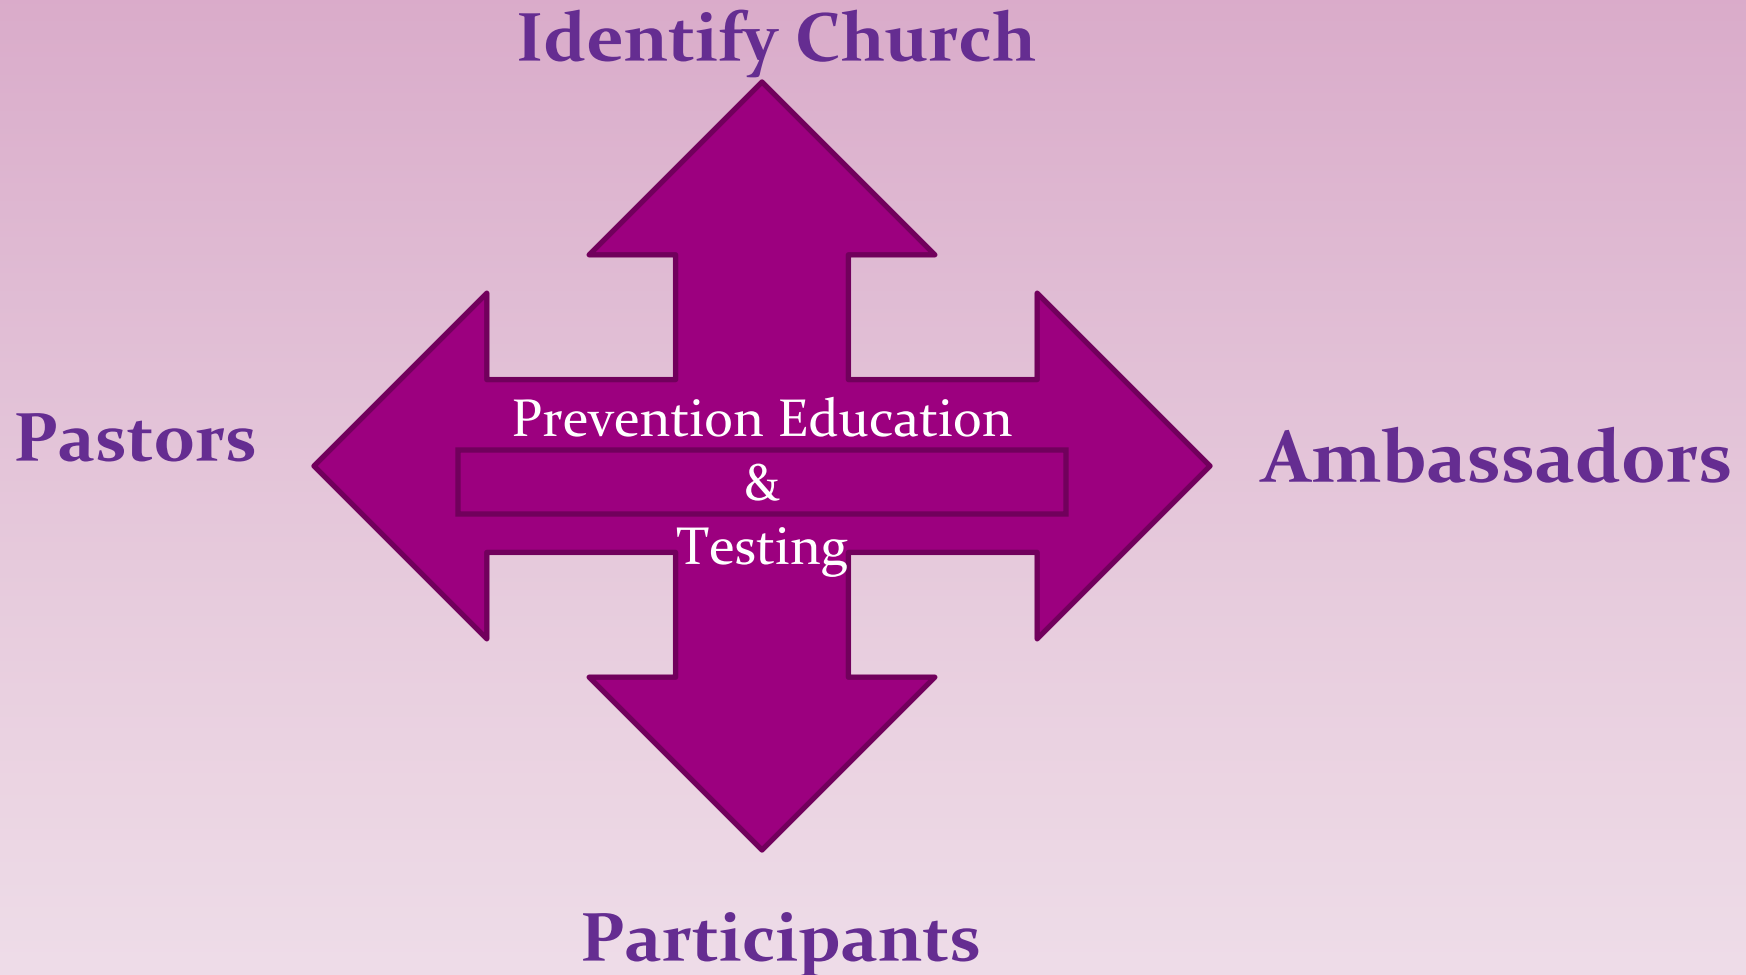 Identify Church
Pastors
Prevention Education
&
Testing
Ambassadors
Participants